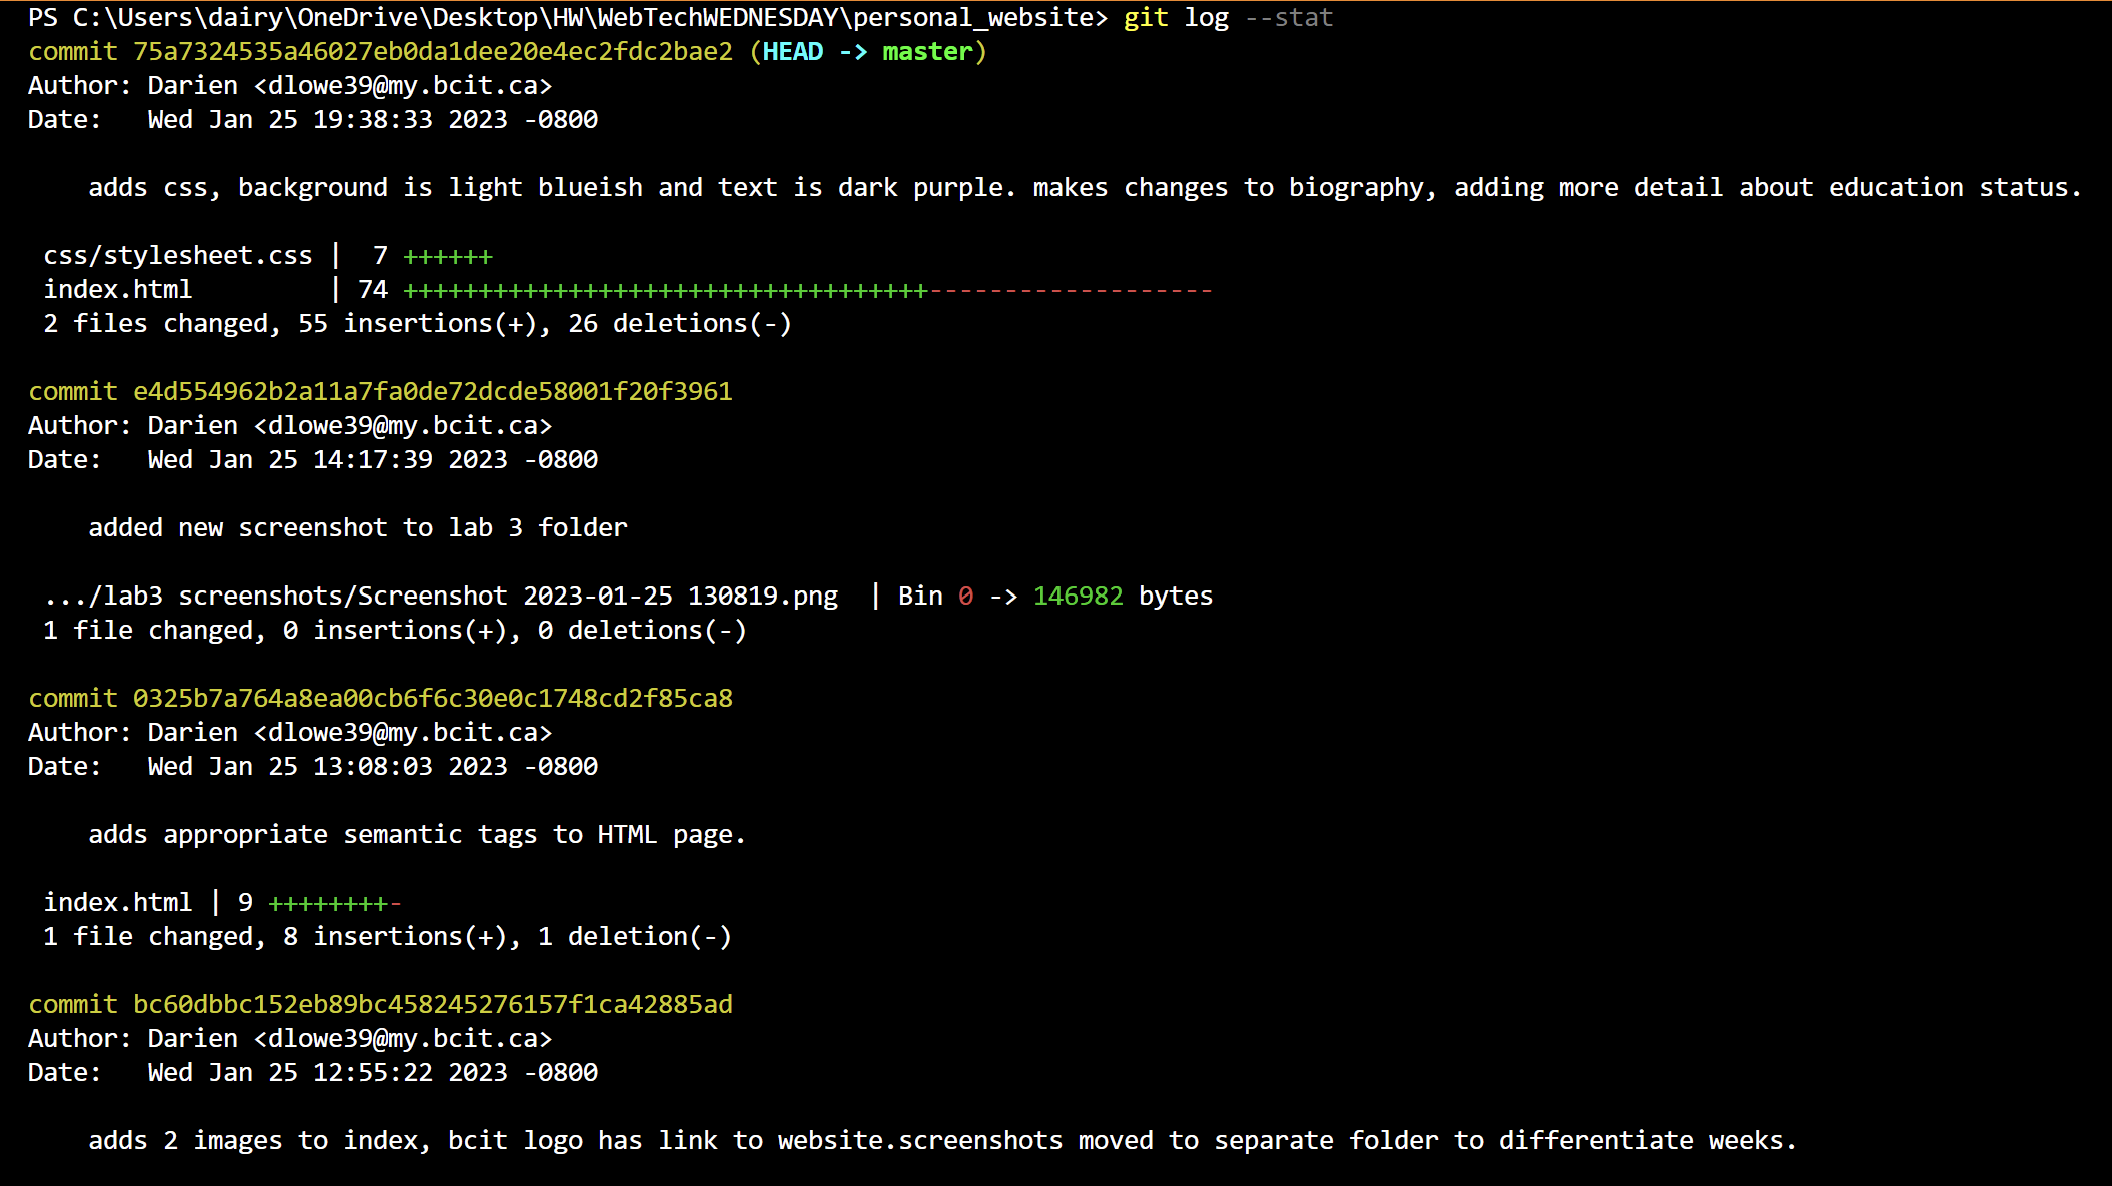 PS C:\Users\dairy\OneDrive\Desktop\HW\WebTechWEDNESDAY\personal_website> git log --stat
commit 75a7324535a46027eb0da1dee20e4ec2fdc2bae2 (HEAD -> master)
Author: Darien <dlowe39@my.bcit.ca>
Date:   Wed Jan 25 19:38:33 2023 -0800
adds css, background is light blueish and text is dark purple. makes changes to biography, adding more detail about education status.
css/stylesheet.css |  7 ++++++
index.html         | 74 +++++++++++++++++++++++++++++++++++-------------------
2 files changed, 55 insertions(+), 26 deletions(-)
commit e4d554962b2a11a7fa0de72dcde58001f20f3961
Author: Darien <dlowe39@my.bcit.ca>
Date:   Wed Jan 25 14:17:39 2023 -0800
added new screenshot to lab 3 folder
.../lab3 screenshots/Screenshot 2023-01-25 130819.png  | Bin 0 -> 146982 bytes
1 file changed, 0 insertions(+), 0 deletions(-)
commit 0325b7a764a8ea00cb6f6c30e0c1748cd2f85ca8
Author: Darien <dlowe39@my.bcit.ca>
Date:   Wed Jan 25 13:08:03 2023 -0800
adds appropriate semantic tags to HTML page.
index.html | 9 ++++++++-
1 file changed, 8 insertions(+), 1 deletion(-)
commit bc60dbbc152eb89bc458245276157f1ca42885ad
Author: Darien <dlowe39@my.bcit.ca>
Date:   Wed Jan 25 12:55:22 2023 -0800
adds 2 images to index, bcit logo has link to website.screenshots moved to separate folder to differentiate weeks.